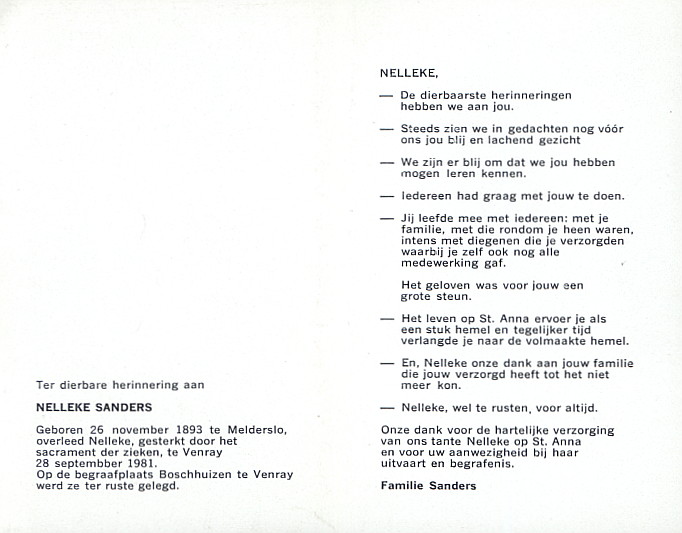 Ter dierbare herinnering aan
NELLEKE SANDERS
Geboren 26 november 1893 te Melderslo,
overleed Nelleke, gesterkt door het
sacrament der zieken, te Venray
28 septembber 1981.
Op de begraafplaats Boschhuizen te Venray
werd ze ter ruste gelegd.
NELLEKE,
— De dierbaarste herinneringen
hebben we aan jou.
— Steeds zien we in gedachten nog vóór
ons jou blij en lachend gezicht
— We zijn er blij om dat we jou hebben
mogen leren kennen.
— Iedereen had graag met jouw te doen.
— Jij leefde mee met iedereen: met je
familie, met die rondom je heen waren,
intens met diegenen die je verzorgden
waarbij je zelf ook nog alle
medewerking gaf.
Het geloven was voor jouw een
grote steun.
— Het leven op St. Anna ervoer je als
een stuk hemel en tegelijker tijd
verlangde je naar de volmaakte hemel.
— En, Nelleke onze dank aan jouw familie
die jouw verzorgd heeft tot het niet
meer kon.
— Nelleke, wel te rusten, voor altijd.
Onze dank voor de hartelijke verzorging
van ons tante Nelleke op St. Anna
en voor uw aanwezigheid bij haar
uitvaart en begrafenis.
Familie Sanders